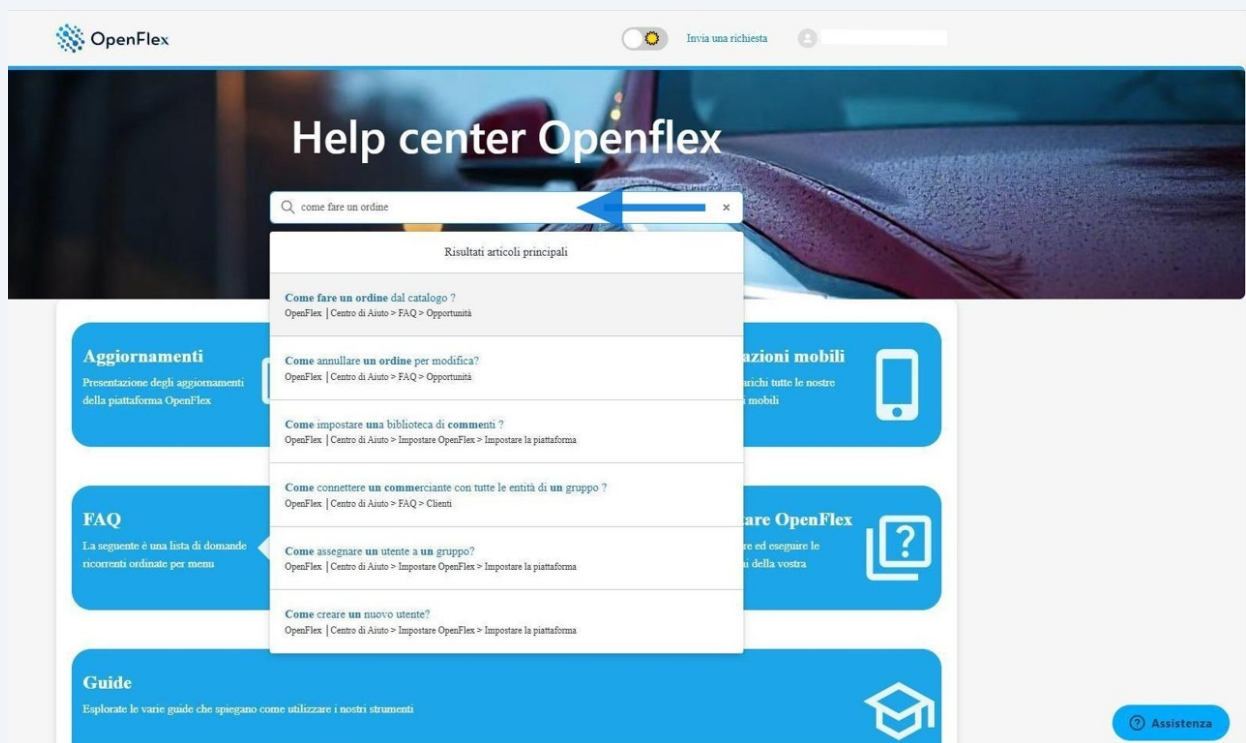 OpenFlex
Invia una richiesta
Help center Openflex
come fare un ordine
×
Risultati articoli principali
Come fare un ordine dal catalogo ?
OpenFlex | Centro di Aiuto > FAQ > Opportunità
Come annullare un ordine per modifica?
OpenFlex | Centro di Aiuto > FAQ > Opportunità
Come impostare una biblioteca di commenti ?
OpenFlex | Centro di Aiuto > Impostare OpenFlex > Impostare la piattaforma
Come connettere un commerciante con tutte le entità di un gruppo ?
OpenFlex | Centro di Aiuto > FAQ > Clienti
Come assegnare un utente a un gruppo?
OpenFlex | Centro di Aiuto > Impostare OpenFlex > Impostare la piattaforma
Come creare un nuovo utente?
OpenFlex | Centro di Aiuto > Impostare OpenFlex > Impostare la piattaforma
Aggiornamenti
Presentazione degli aggiornamenti
della piattaforma OpenFlex
azioni mobili
tutte le nostre
mobili
FAQ
La seguente è una lista di domande
ricorrenti ordinate per menu
are OpenFlex
re ed eseguire le
della vostra
Guide
Esplorate le varie guide che spiegano come utilizzare i nostri strumenti
Assistenza